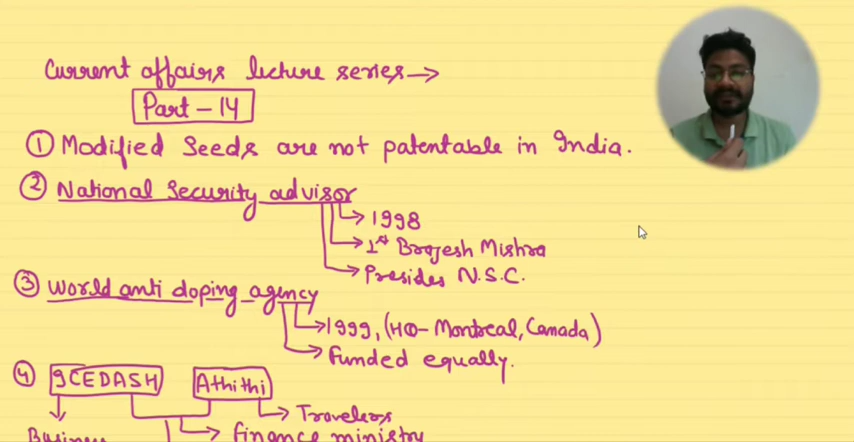 Current affairs lecture series →
Part - 14
① Modified Seeds are not patentable in India.
② National Security advisor
→ 1998
→ 1st Brajesh Mishra
→ Presides N.S.C.
③ World anti doping agency
→ 1999, (HQ - Montreal, Canada)
→ Funded equally.
④ ICEDASH Athithi
→ Travelers
Business → finance ministry